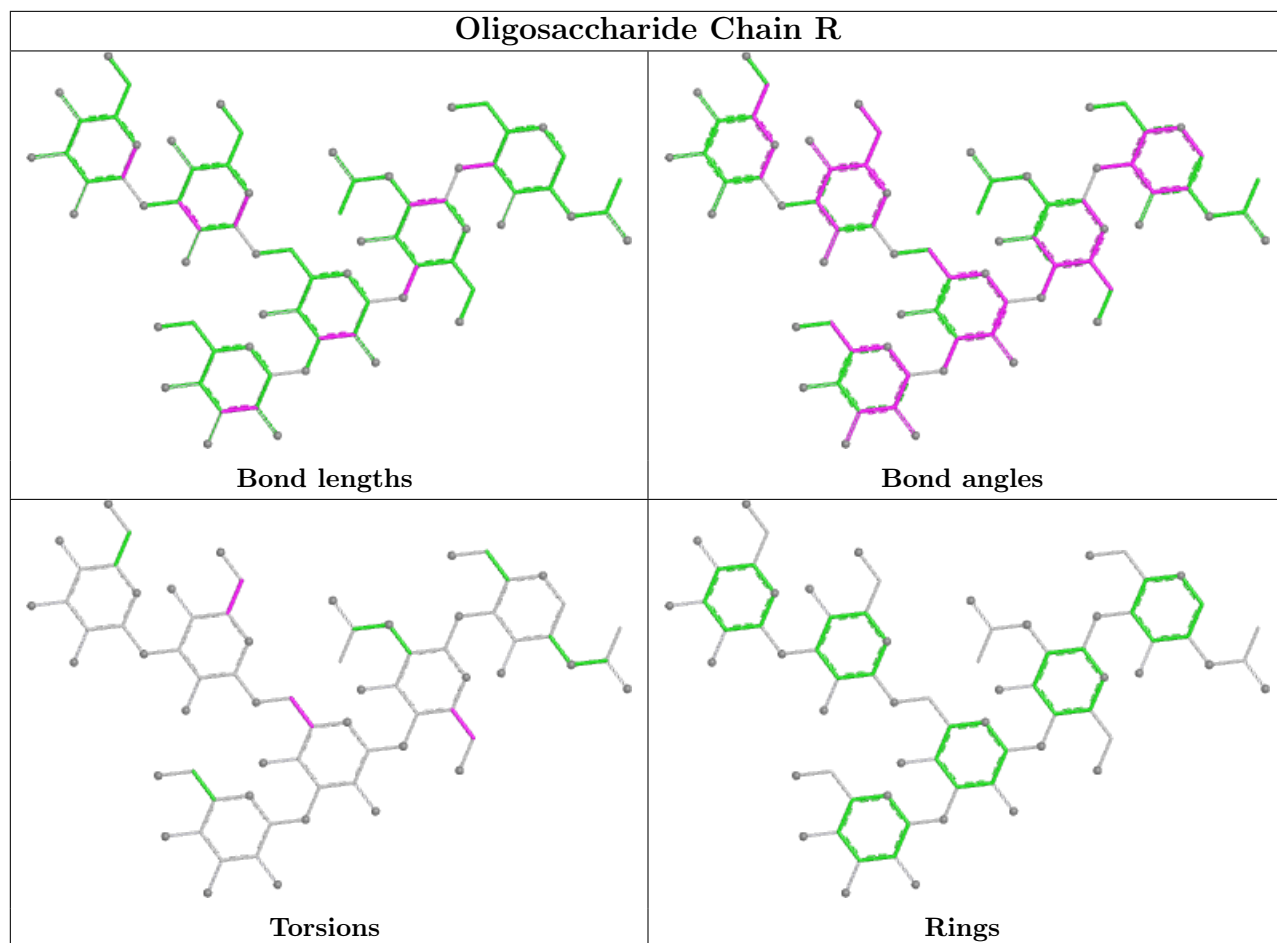 Oligosaccharide Chain R
Bond lengths
Bond angles
Torsions
Rings